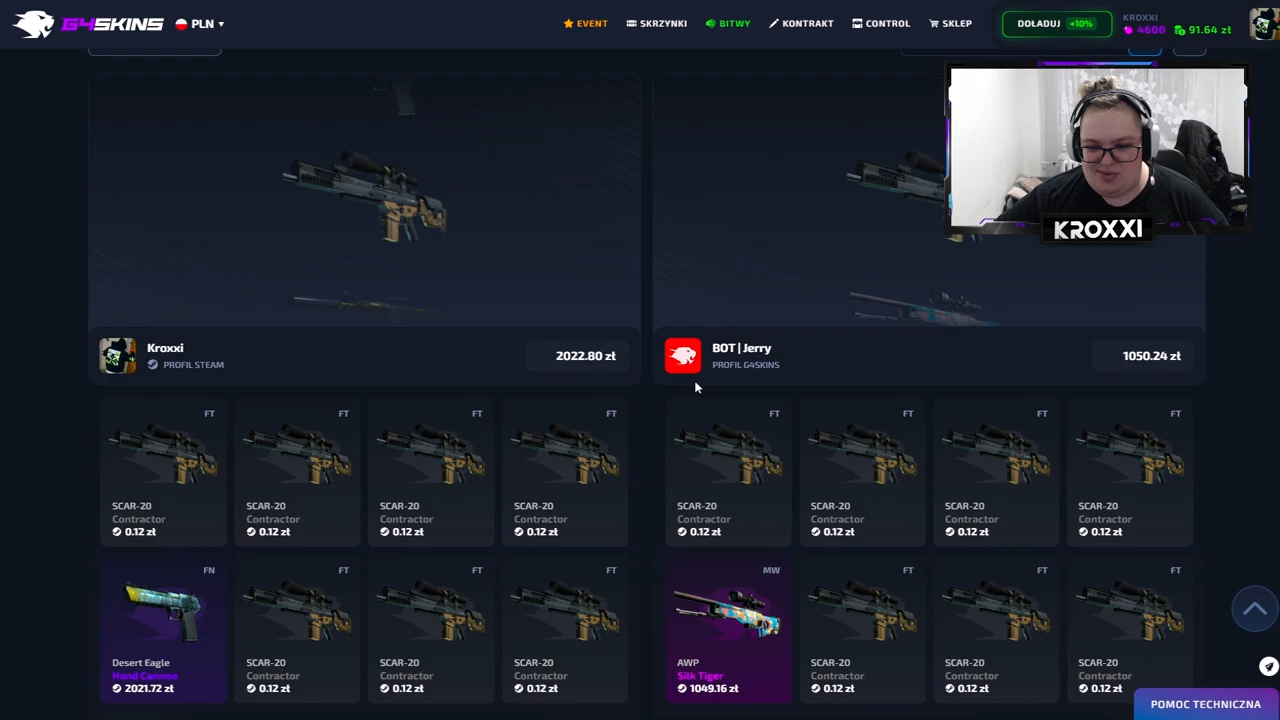 G4SKINS PLN EVENT SKRZYNKI BITWY KONTRAKT CONTROL SKLEP DOŁADUJ +10% KROXXI 4600 91.64 zł
KROXXI
Kroxxi
PROFIL STEAM
2022.80 zł
BOT | Jerry
PROFIL G4SKINS
1050.24 zł
FT FT FT FT FT FT FT FT
SCAR-20 SCAR-20 SCAR-20 SCAR-20 SCAR-20 SCAR-20 SCAR-20 SCAR-20
Contractor Contractor Contractor Contractor Contractor Contractor Contractor Contractor
0.12 zł 0.12 zł 0.12 zł 0.12 zł 0.12 zł 0.12 zł 0.12 zł 0.12 zł
FN FT FT FT MW FT FT FT
Desert Eagle SCAR-20 SCAR-20 SCAR-20 AWP SCAR-20 SCAR-20 SCAR-20
Hand Cannon Contractor Contractor Contractor Silk Tiger Contractor Contractor Contractor
2021.72 zł 0.12 zł 0.12 zł 0.12 zł 1049.16 zł 0.12 zł 0.12 zł 0.12 zł
POMOC TECHNICZNA